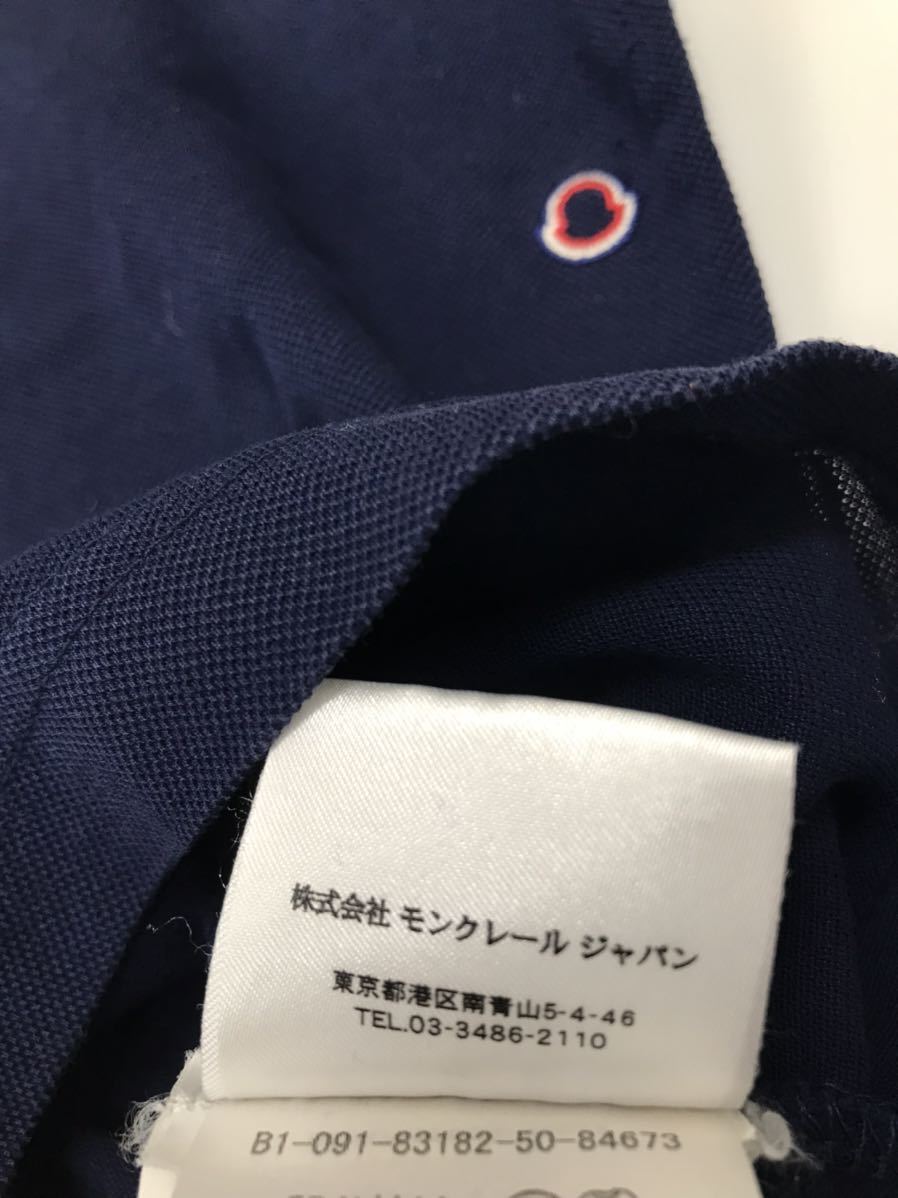 株式会社 モンクレール ジャパン
東京都港区南青山5-4-46
TEL.03-3486-2110
B1-091-83182-50-84673